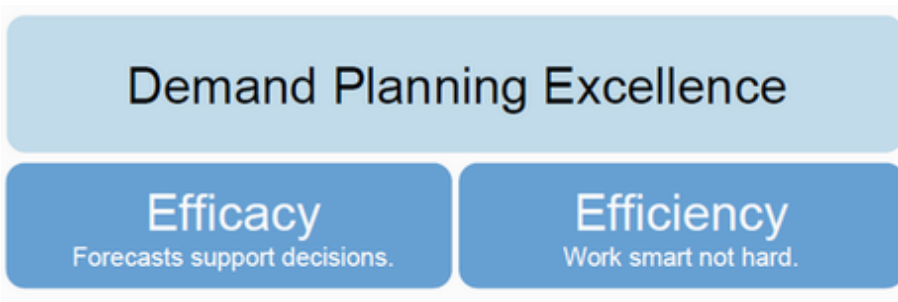 Demand Planning Excellence
Efficacy
Forecasts support decisions.
Efficiency
Work smart not hard.